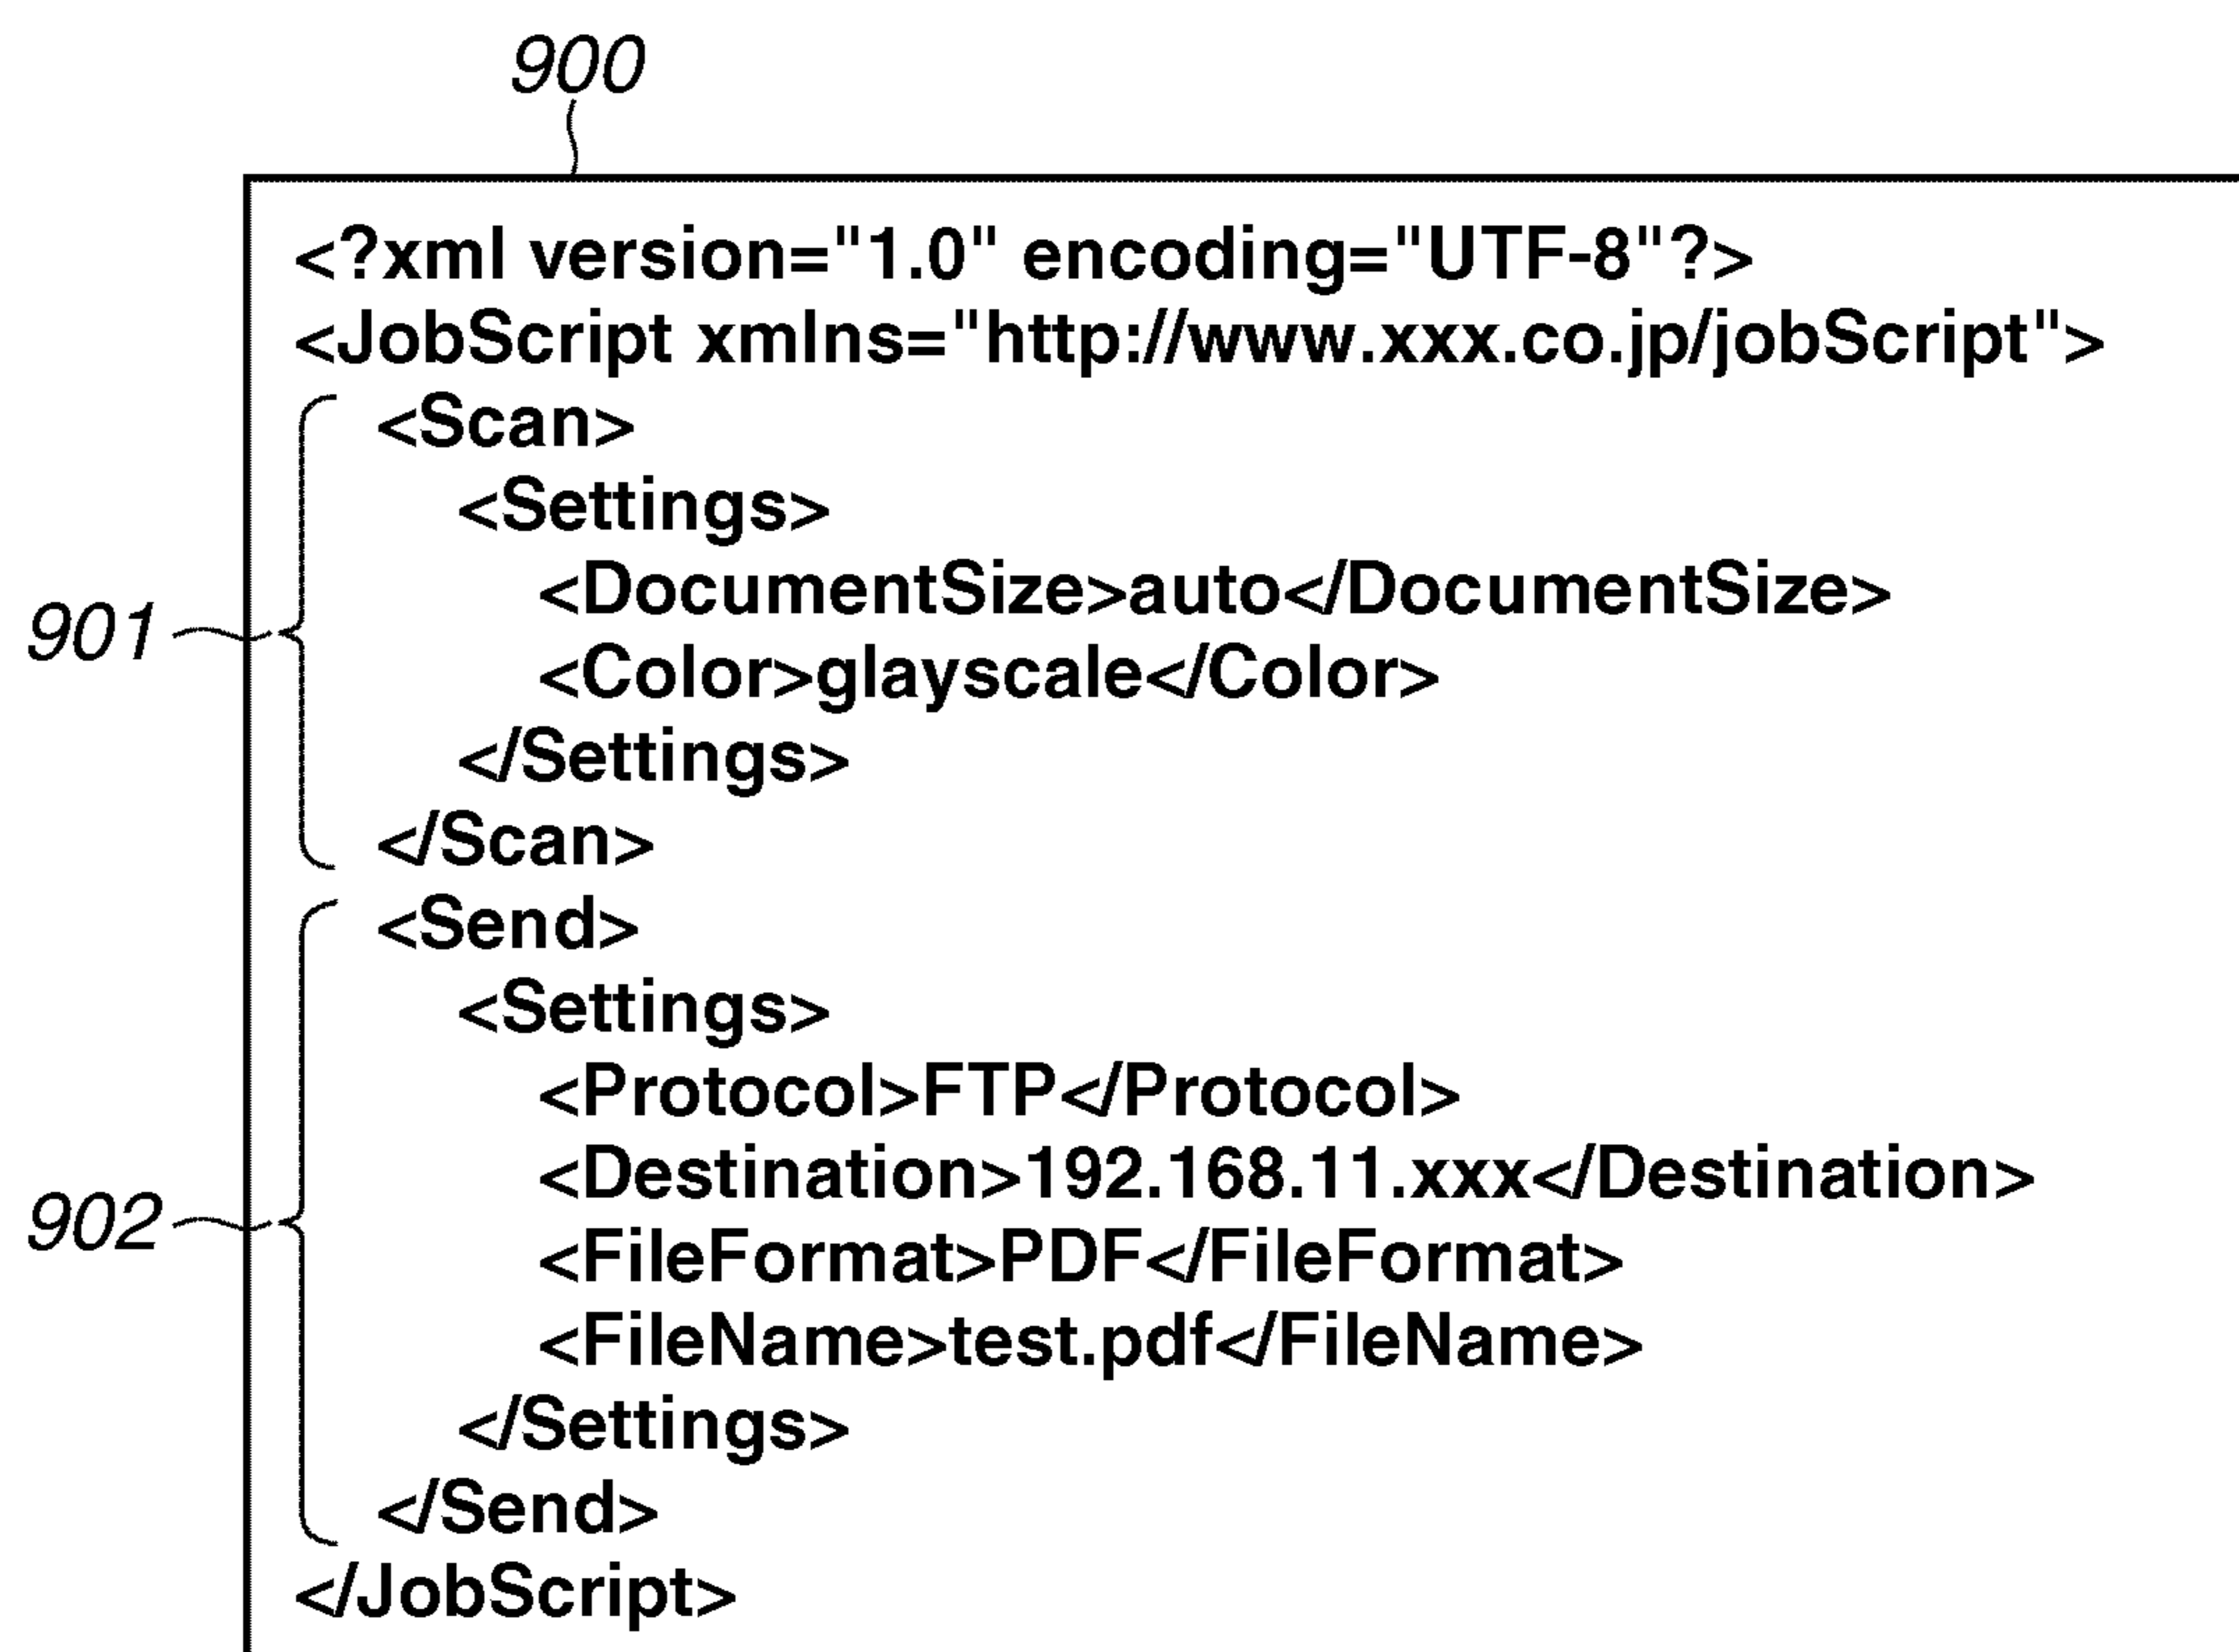 900
<?xml version="1.0" encoding="UTF-8"?>
<JobScript xmlns="http://www.xxx.co.jp/jobScript">
<Scan>
<Settings>
<DocumentSize>auto</DocumentSize>
901
<Color>glayscale</Color>
</Settings>
</Scan>
<Send>
<Settings>
<Protocol>FTP</Protocol>
<Destination>192.168.11.xxx</Destination>
902
<FileFormat>PDF</FileFormat>
<FileName>test.pdf</FileName>
</Settings>
</Send>
</JobScript>